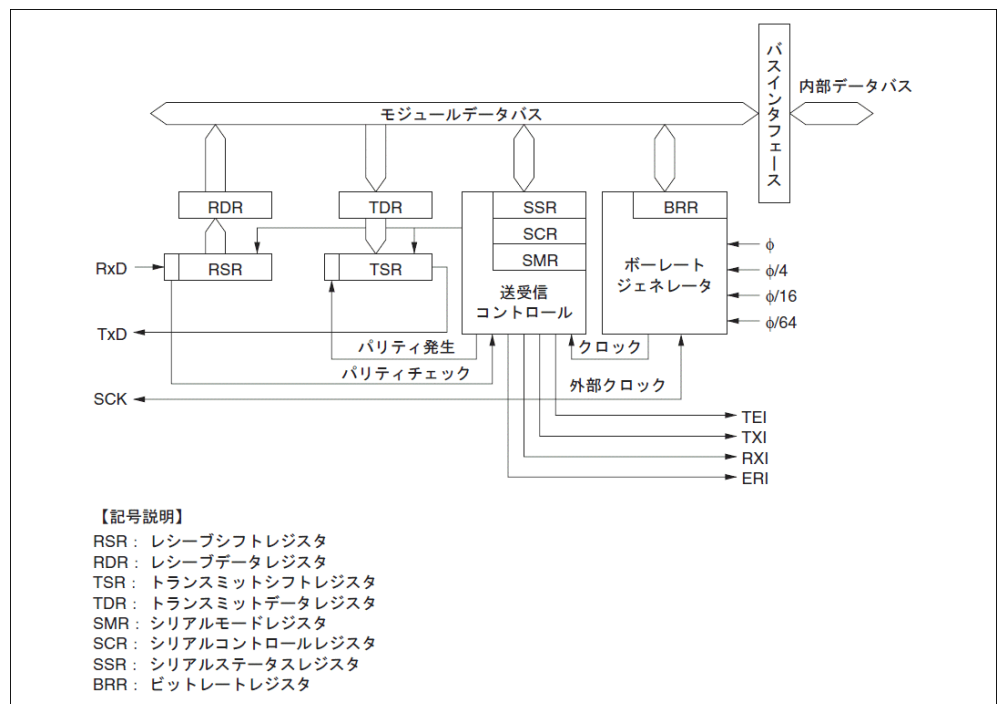 バスインタフェース
内部データバス
モジュールデータバス
RDR
TDR
SSR
BRR
SCR
SMR
RxD
RSR
TSR
送受信
コントロール
ボーレート
ジェネレータ
φ
φ/4
φ/16
φ/64
TxD
パリティ発生
クロック
パリティチェック
外部クロック
SCK
TEI
TXI
RXI
ERI
【記号説明】
RSR : レシーブシフトレジスタ
RDR : レシーブデータレジスタ
TSR : トランスミットシフトレジスタ
TDR : トランスミットデータレジスタ
SMR : シリアルモードレジスタ
SCR : シリアルコントロールレジスタ
SSR : シリアルステータスレジスタ
BRR : ビットレートレジスタ